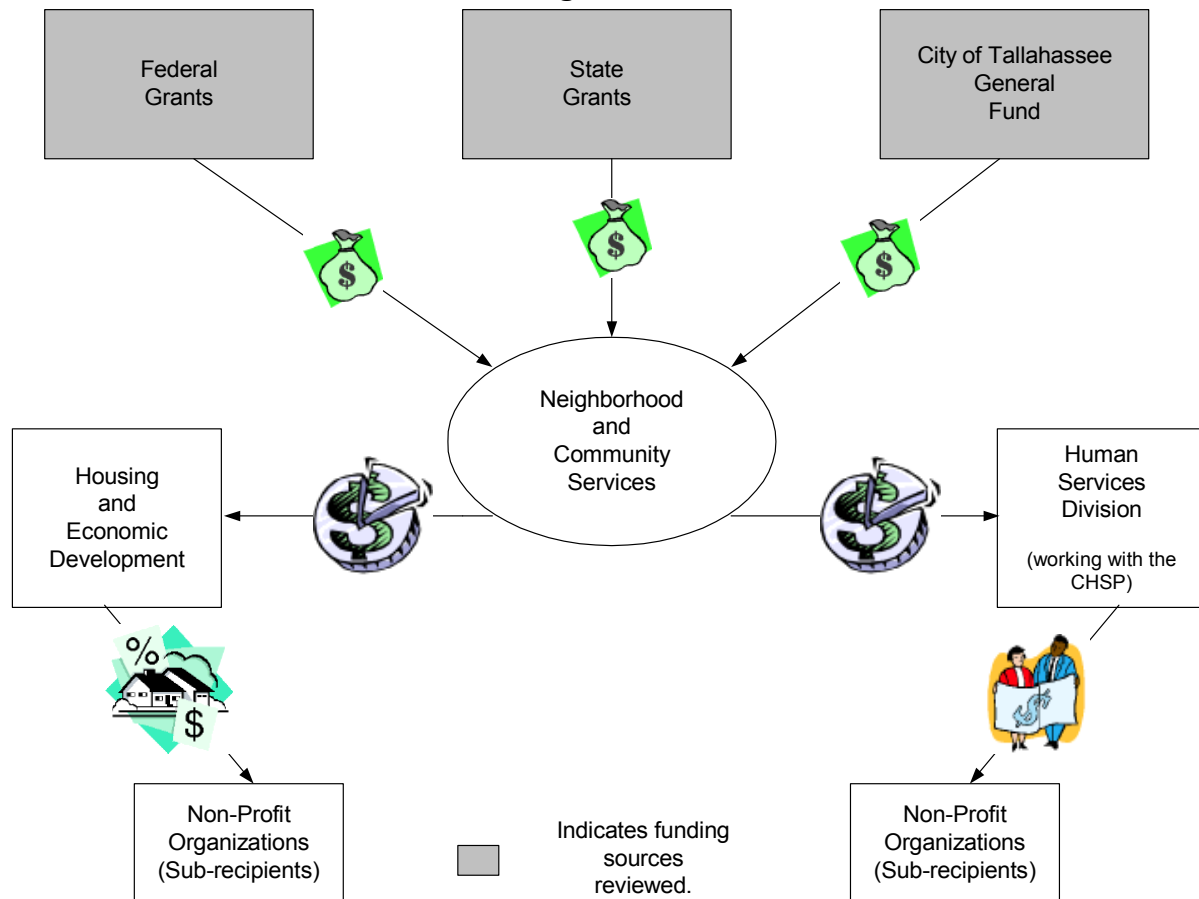 Federal
Grants
State
Grants
City of Tallahassee
General
Fund
$
$
$
Neighborhood
and
Community
Services
Housing
and
Economic
Development
$
$
Human
Services
Division
(working with the
CHSP)
%
$
$
Non-Profit
Organizations
(Sub-recipients)
Indicates funding
sources
reviewed.
Non-Profit
Organizations
(Sub-recipients)